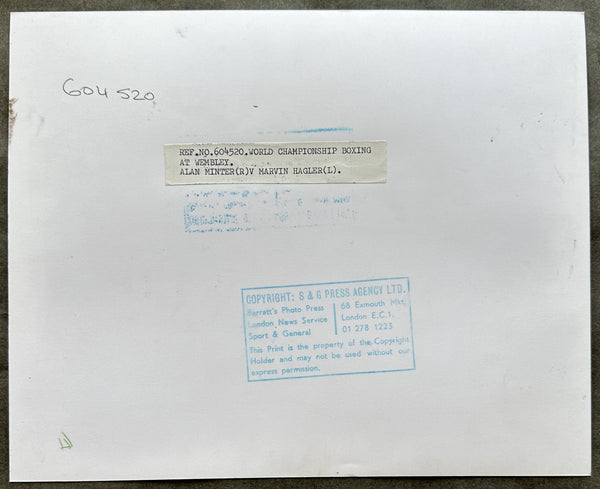 604520
REF.NO.604520.WORLD CHAMPIONSHIP BOXING
AT WEMBLEY.
ALAN MINTER(R)V MARVIN HAGLER(L).
COPYRIGHT: S & G PRESS AGENCY LTD.
Barratt's Photo Press
London News Service
Sport & General
68 Exmouth Mkt.
London E.C.1.
01 278 1223
This Print is the property of the Copyright
Holder and may not be used without our
express permission.